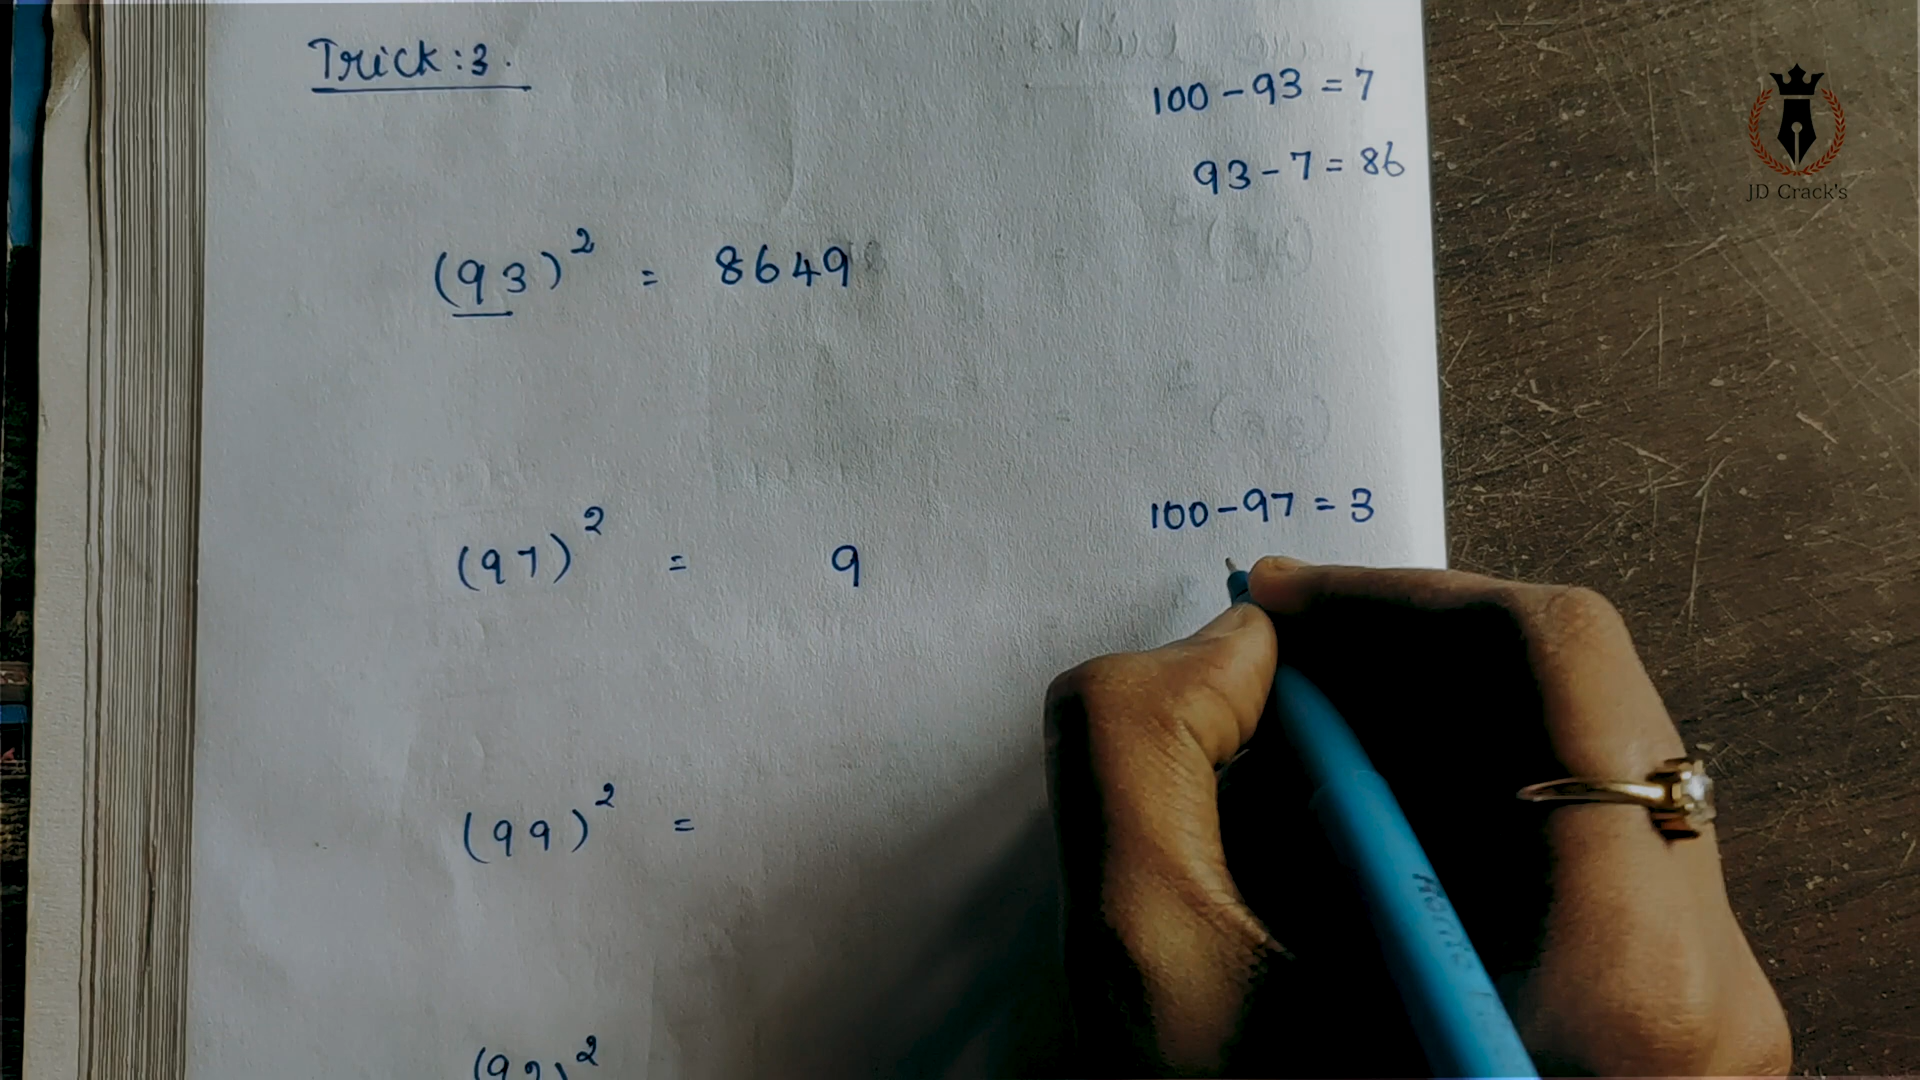 Trick : 3.
100 - 93 = 7
93 - 7 = 86
JD Crack's
(93)² = 8649
100 - 97 = 3
(97)² = 9
(99)² =